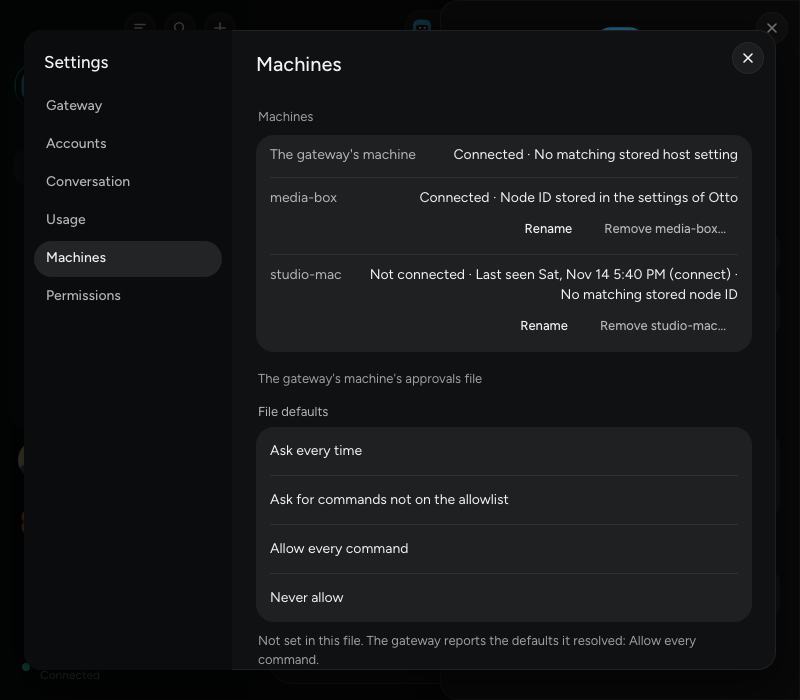 Settings
Gateway
Accounts
Conversation
Usage
Machines
Permissions
Machines
Machines
The gateway's machine Connected · No matching stored host setting
media-box Connected · Node ID stored in the settings of Otto
Rename Remove media-box...
studio-mac Not connected · Last seen Sat, Nov 14 5:40 PM (connect) ·
No matching stored node ID
Rename Remove studio-mac...
The gateway's machine's approvals file
File defaults
Ask every time
Ask for commands not on the allowlist
Allow every command
Never allow
Not set in this file. The gateway reports the defaults it resolved: Allow every
command.
Connected